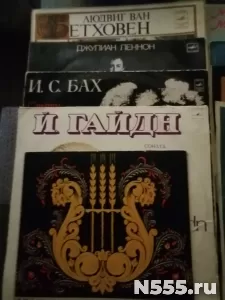 ЛЮДВИГ ВАН
БЕТХОВЕН
ДЖУЛИАН ЛЕННОН
И. С. БАХ
Й ГАЙДН
N555.ru